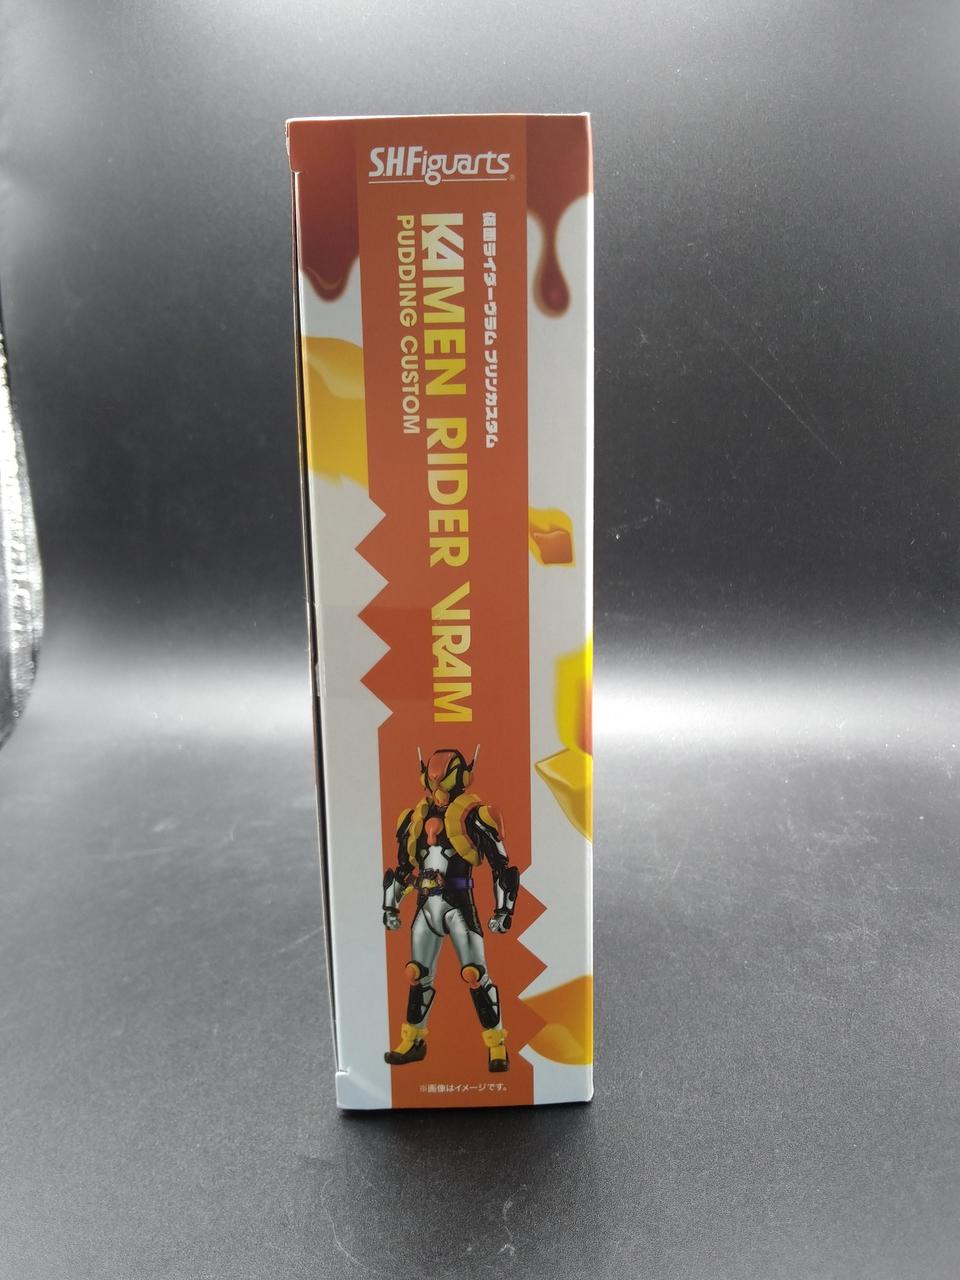 S.H.Figuarts
仮面ライダーヴラム プリンカスタム
KAMEN RIDER VRAM
PUDDING CUSTOM
※画像はイメージです。